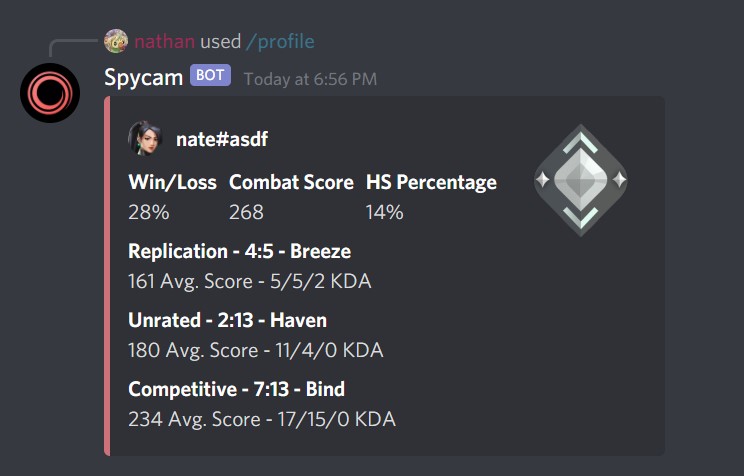 nathan used /profile
Spycam BOT Today at 6:56 PM
nate#asdf
Win/Loss Combat Score HS Percentage
28% 268 14%
Replication - 4:5 - Breeze
161 Avg. Score - 5/5/2 KDA
Unrated - 2:13 - Haven
180 Avg. Score - 11/4/0 KDA
Competitive - 7:13 - Bind
234 Avg. Score - 17/15/0 KDA